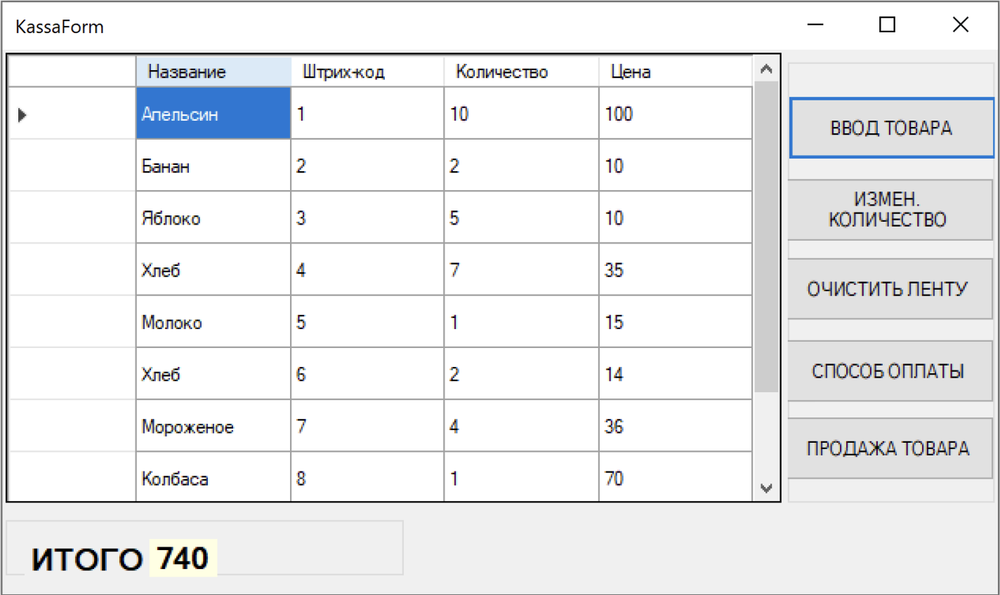 KassaForm
Название Штрих-код Количество Цена
Апельсин 1 10 100
Банан 2 2 10
Яблоко 3 5 10
Хлеб 4 7 35
Молоко 5 1 15
Хлеб 6 2 14
Мороженое 7 4 36
Колбаса 8 1 70
ВВОД ТОВАРА
ИЗМЕН.
КОЛИЧЕСТВО
ОЧИСТИТЬ ЛЕНТУ
СПОСОБ ОПЛАТЫ
ПРОДАЖА ТОВАРА
ИТОГО 740